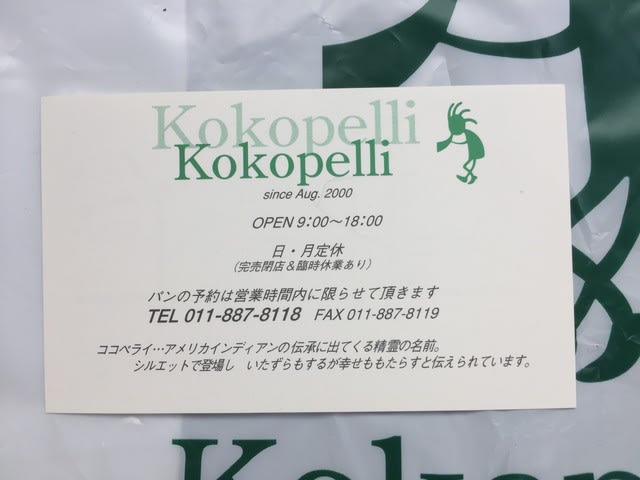 Kokopelli
Kokopelli
since Aug. 2000
OPEN 9:00～18:00
日・月定休
（完売閉店＆臨時休業あり）
パンの予約は営業時間内に限らせて頂きます
TEL 011-887-8118 FAX 011-887-8119
ココペライ…アメリカインディアンの伝承に出てくる精霊の名前。
シルエットで登場し　いたずらもするが幸せももたらすと伝えられています。